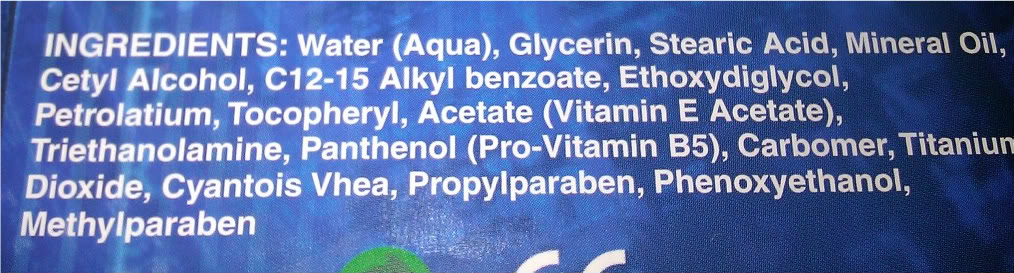 INGREDIENTS: Water (Aqua), Glycerin, Stearic Acid, Mineral Oil,
Cetyl Alcohol, C12-15 Alkyl benzoate, Ethoxydiglycol,
Petrolatium, Tocopheryl, Acetate (Vitamin E Acetate),
Triethanolamine, Panthenol (Pro-Vitamin B5), Carbomer, Titanium
Dioxide, Cyantois Vhea, Propylparaben, Phenoxyethanol,
Methylparaben